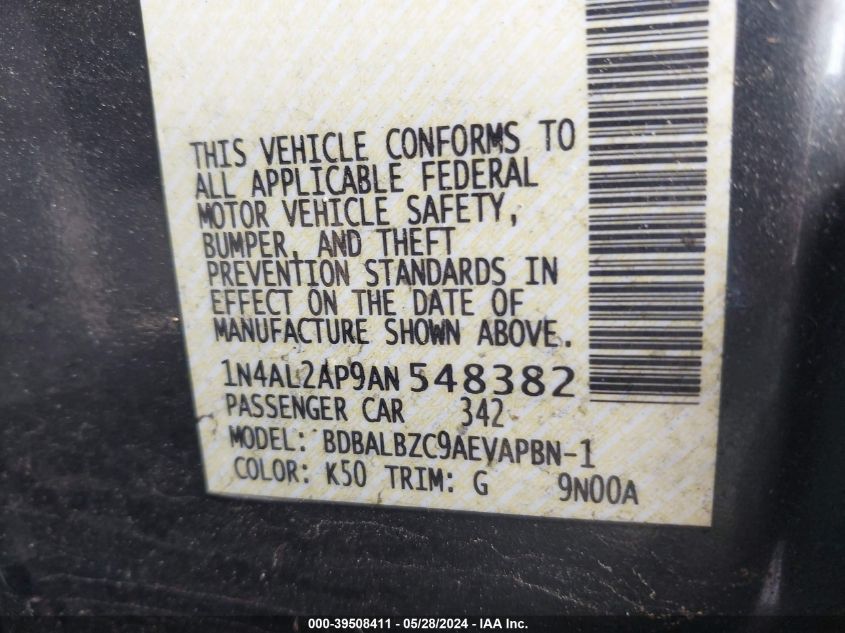 THIS VEHICLE CONFORMS TO
ALL APPLICABLE FEDERAL
MOTOR VEHICLE SAFETY,
BUMPER, AND THEFT
PREVENTION STANDARDS IN
EFFECT ON THE DATE OF
MANUFACTURE SHOWN ABOVE.
1N4AL2AP9AN548382
PASSENGER CAR 342
MODEL: BDBALBZC9AEVAPBN-1
COLOR: K50 TRIM: G 9N00A
000-39508411 - 05/28/2024 - IAA Inc.